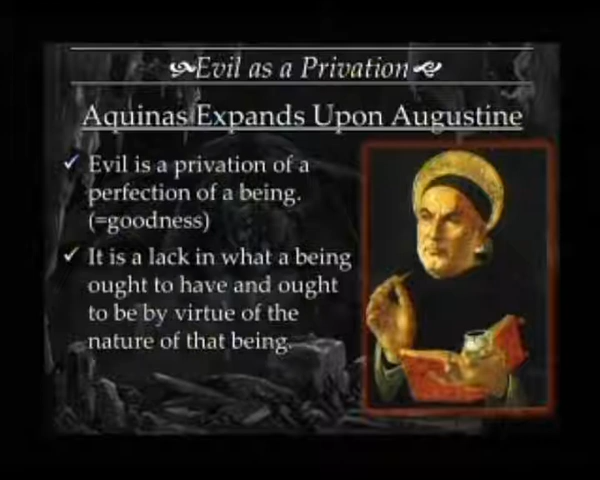 Evil as a Privation
Aquinas Expands Upon Augustine
✓ Evil is a privation of a
perfection of a being.
(=goodness)
✓ It is a lack in what a being
ought to have and ought
to be by virtue of the
nature of that being.